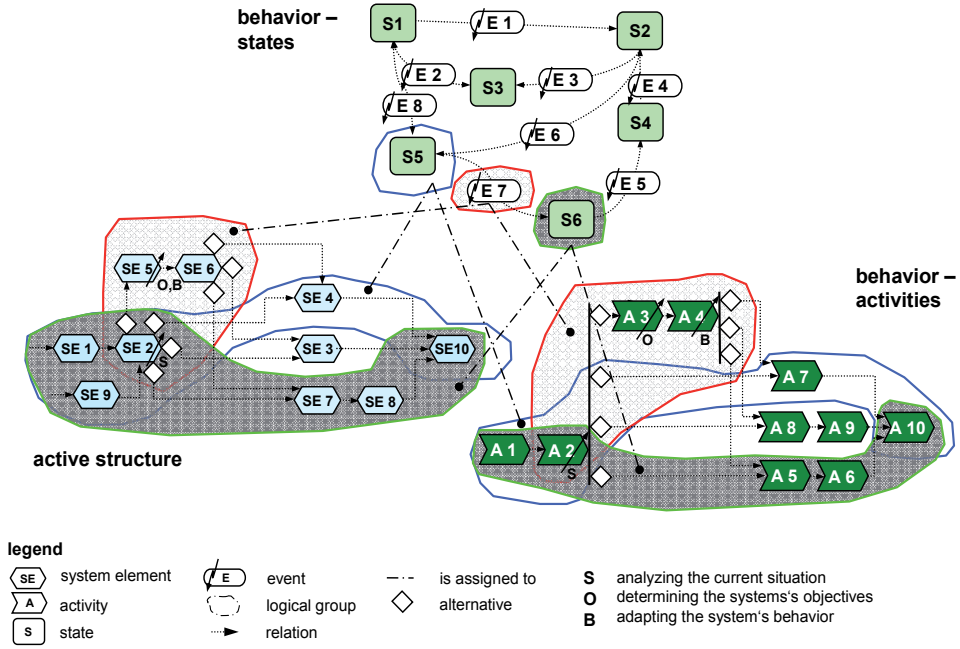 behavior –
states
S1
E 1
S2
E 2
S3
E 3
E 4
E 8
E 6
S4
S5
E 7
E 5
S6
SE 5
SE 6
O,B
SE 4
SE 1
SE 2
S
SE 3
SE10
SE 9
SE 7
SE 8
active structure
behavior –
activities
A 3
A 4
O
B
A 7
A 1
A 2
S
A 8
A 9
A 10
A 5
A 6
legend
SE system element
A activity
S state
E event
logical group
relation
is assigned to
alternative
S analyzing the current situation
O determining the systems‘s objectives
B adapting the system‘s behavior